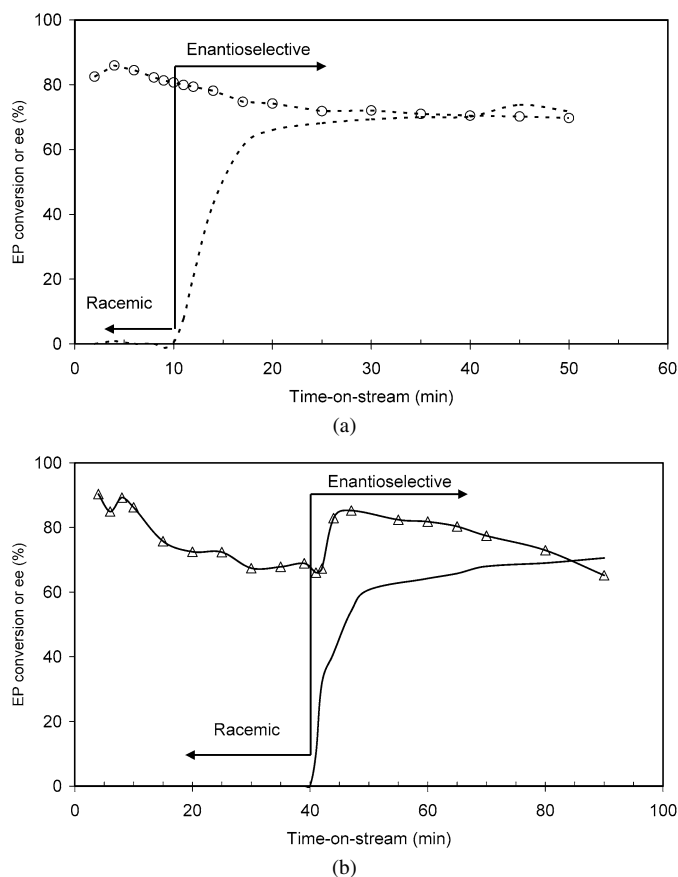 100
80
60
40
20
0
EP conversion or ee (%)
Enantioselective
Racemic
0 10 20 30 40 50 60
Time-on-stream (min)
(a)
100
80
60
40
20
0
EP conversion or ee (%)
Enantioselective
Racemic
0 20 40 60 80 100
Time-on-stream (min)
(b)